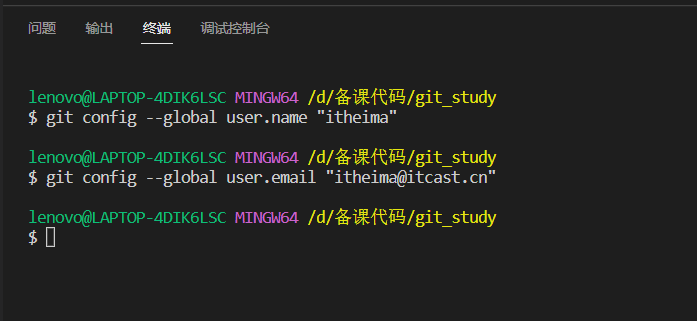 问题 输出 终端 调试控制台
lenovo@LAPTOP-4DIK6LSC MINGW64 /d/备课代码/git_study
$ git config --global user.name "itheima"
lenovo@LAPTOP-4DIK6LSC MINGW64 /d/备课代码/git_study
$ git config --global user.email "itheima@itcast.cn"
lenovo@LAPTOP-4DIK6LSC MINGW64 /d/备课代码/git_study
$